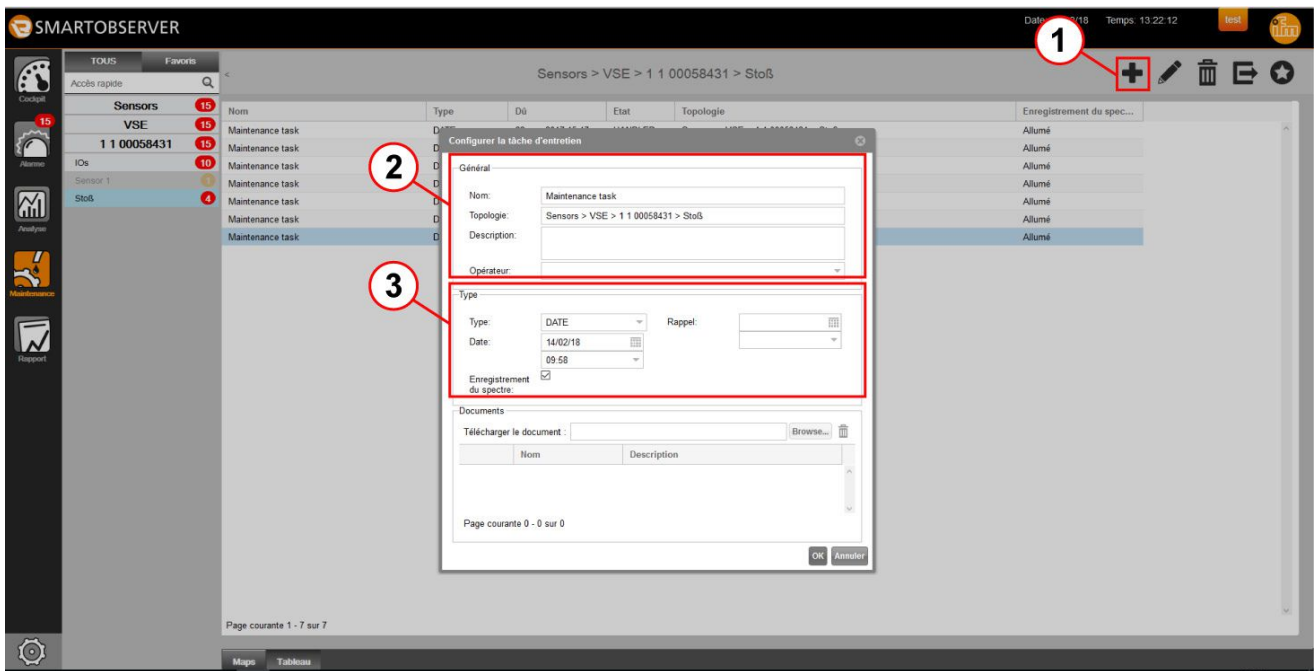 SMARTOBSERVER
Temps: 13:22:12
test
ifm
1
TOUS Favoris
Accès rapide
< Sensors > VSE > 1 1 00058431 > Stoß
Cockpit
Sensors 15
VSE 15
1 1 00058431 15
IOs 10
Sensor 1 1
Stoß 4
15
Alarme
Analyse
Maintenance
Rapport
Nom Type Dû Etat Topologie Enregistrement du spec...
Maintenance task Allumé
Maintenance task Allumé
Maintenance task Allumé
Maintenance task Allumé
Maintenance task Allumé
Maintenance task Allumé
Maintenance task Allumé
Configurer la tâche d'entretien
2
Général
Nom: Maintenance task
Topologie: Sensors > VSE > 1 1 00058431 > Stoß
Description:
Opérateur:
3
Type
Type: DATE Rappel:
Date: 14/02/18
09:58
Enregistrement
du spectre:
Documents
Télécharger le document : Browse...
Nom Description
Page courante 0 - 0 sur 0
OK Annuler
Page courante 1 - 7 sur 7
Maps Tableau